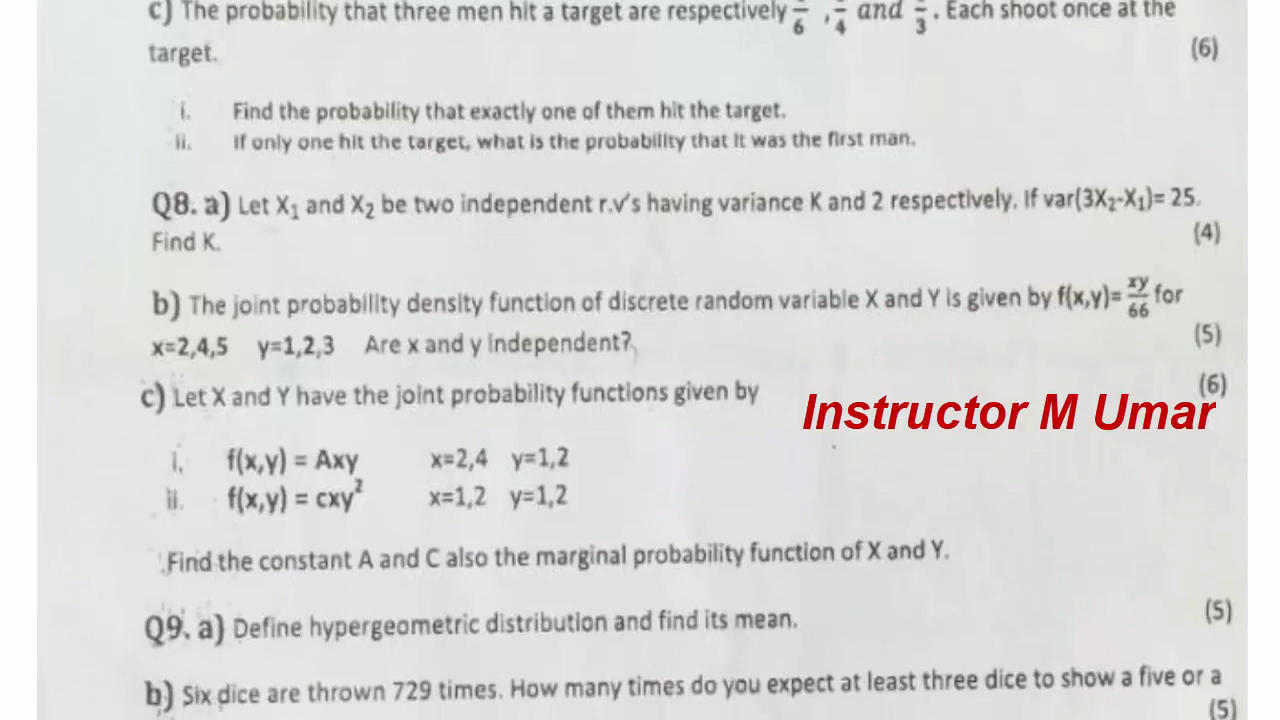 c) The probability that three men hit a target are respectively 1/6 , 1/4 and 1/3. Each shoot once at the
target. (6)
i. Find the probability that exactly one of them hit the target.
ii. If only one hit the target, what is the probability that it was the first man.
Q8. a) Let X₁ and X₂ be two independent r.v's having variance K and 2 respectively. If var(3X₂-X₁)= 25.
Find K. (4)
b) The joint probability density function of discrete random variable X and Y is given by f(x,y)= xy/66 for
x=2,4,5 y=1,2,3 Are x and y independent? (5)
c) Let X and Y have the joint probability functions given by (6)
Instructor M Umar
i. f(x,y) = Axy x=2,4 y=1,2
ii. f(x,y) = cxy² x=1,2 y=1,2
Find the constant A and C also the marginal probability function of X and Y.
Q9. a) Define hypergeometric distribution and find its mean. (5)
b) Six dice are thrown 729 times. How many times do you expect at least three dice to show a five or a
(5)